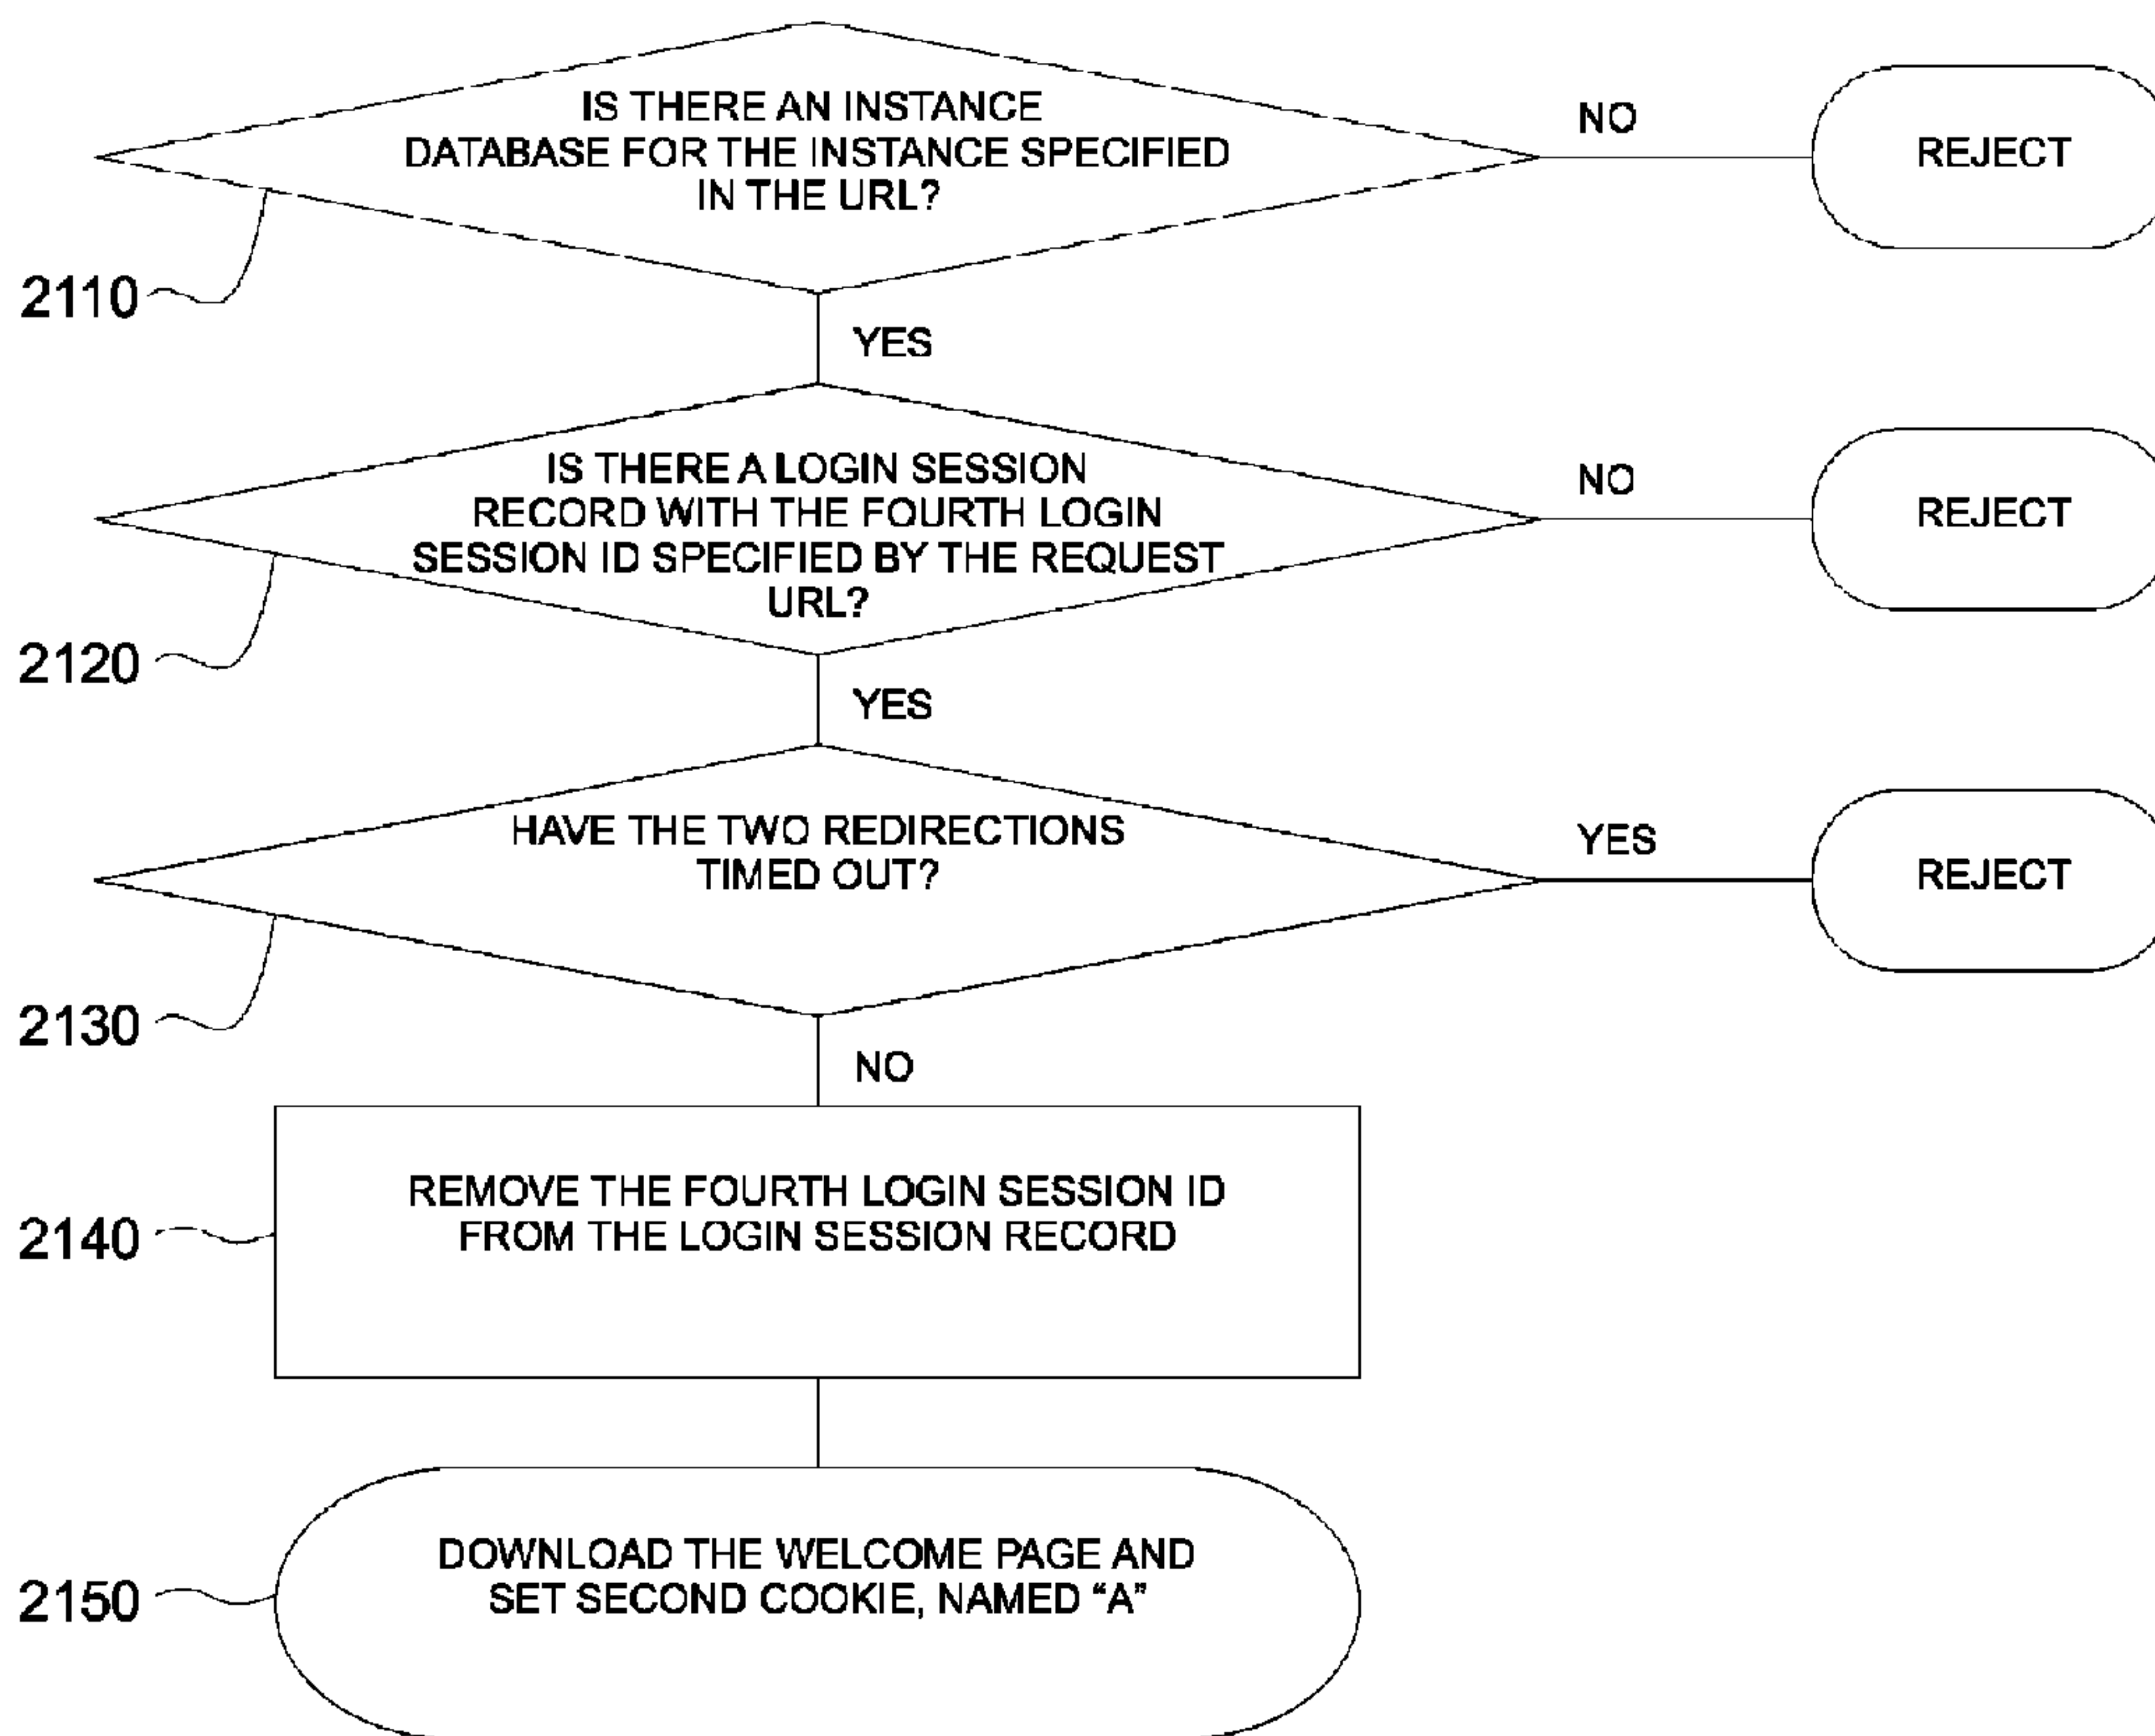 IS THERE AN INSTANCE
DATABASE FOR THE INSTANCE SPECIFIED
IN THE URL?
NO
REJECT
2110
YES
IS THERE A LOGIN SESSION
RECORD WITH THE FOURTH LOGIN
SESSION ID SPECIFIED BY THE REQUEST
URL?
NO
REJECT
2120
YES
HAVE THE TWO REDIRECTIONS
TIMED OUT?
YES
REJECT
2130
NO
REMOVE THE FOURTH LOGIN SESSION ID
FROM THE LOGIN SESSION RECORD
2140
DOWNLOAD THE WELCOME PAGE AND
SET SECOND COOKIE, NAMED “A”
2150